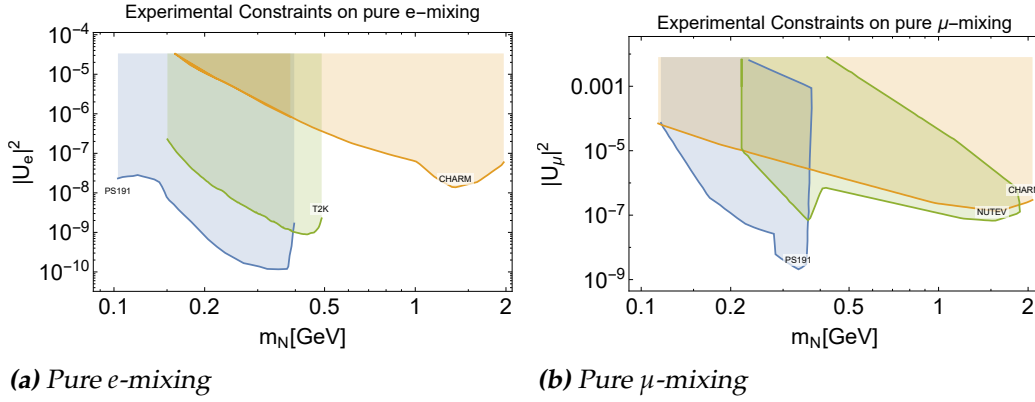 Experimental Constraints on pure e−mixing
10⁻⁴
10⁻⁵
10⁻⁶
10⁻⁷
10⁻⁸
10⁻⁹
10⁻¹⁰
|U_e|²
PS191
T2K
CHARM
0.1
0.2
0.5
1
2
m_N[GeV]
(a) Pure e-mixing
Experimental Constraints on pure μ−mixing
0.001
10⁻⁵
10⁻⁷
10⁻⁹
|U_μ|²
CHARM
NUTEV
PS191
0.1
0.2
0.5
1
2
m_N[GeV]
(b) Pure μ-mixing